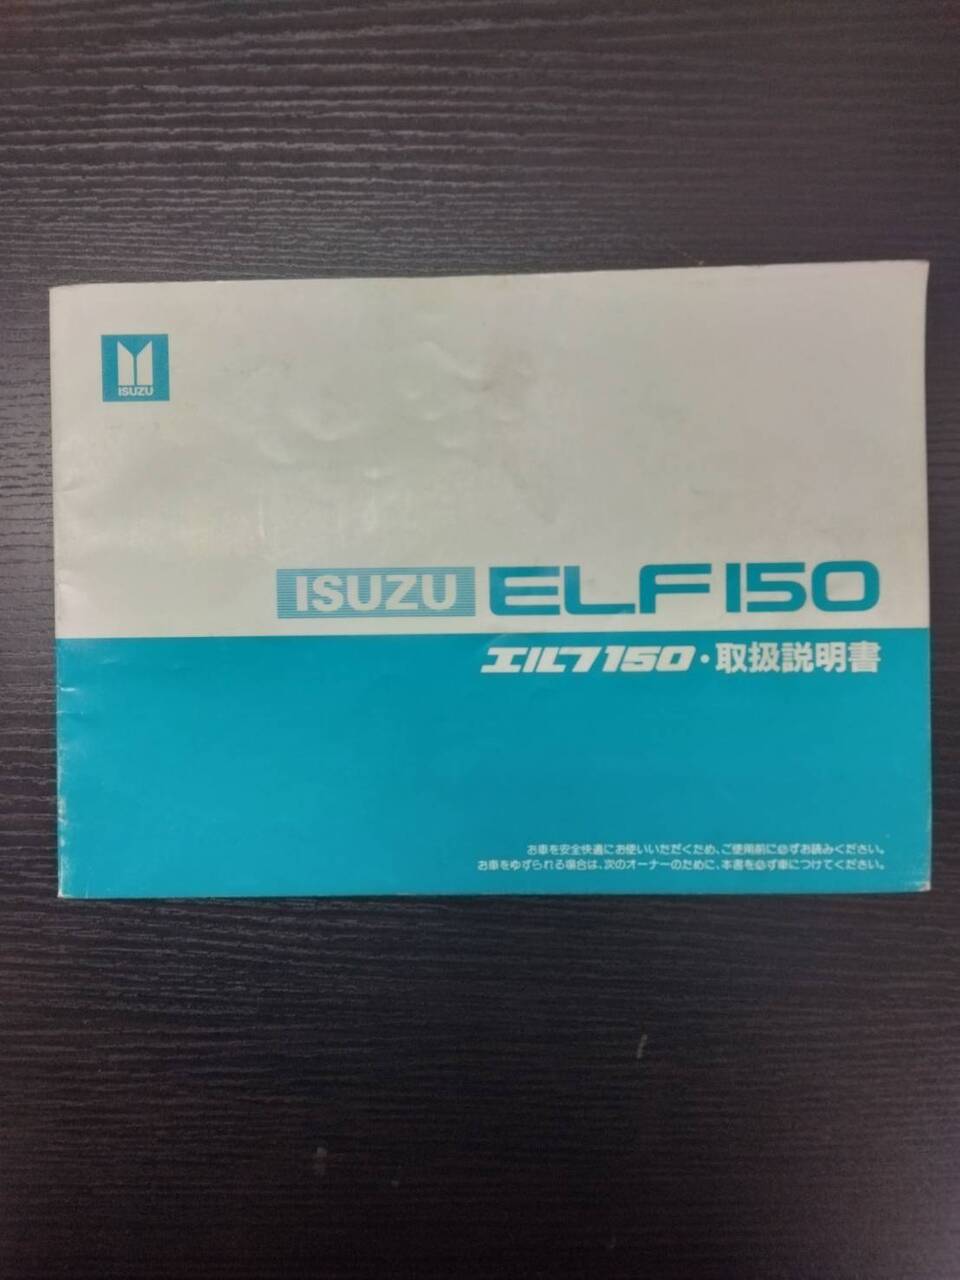 ISUZU
ISUZU ELF150
エルフ150・取扱説明書
お車を安全快適にお使いいただくため、ご使用前に必ずお読みください。
お車をゆずられる場合は、次のオーナーのために、本書を必ず車につけてください。